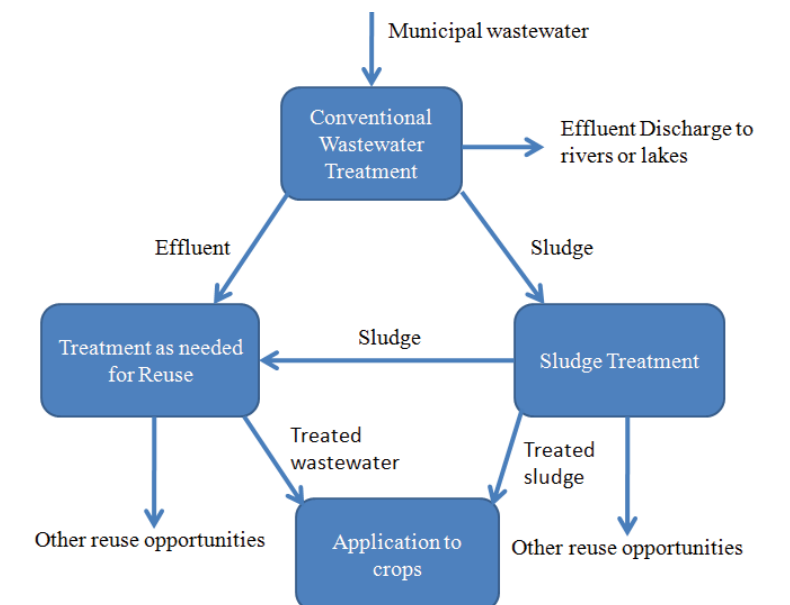 Municipal wastewater
Conventional
Wastewater
Treatment
Effluent Discharge to
rivers or lakes
Effluent
Sludge
Treatment as needed
for Reuse
Sludge
Sludge Treatment
Treated
wastewater
Treated
sludge
Other reuse opportunities
Application to
crops
Other reuse opportunities